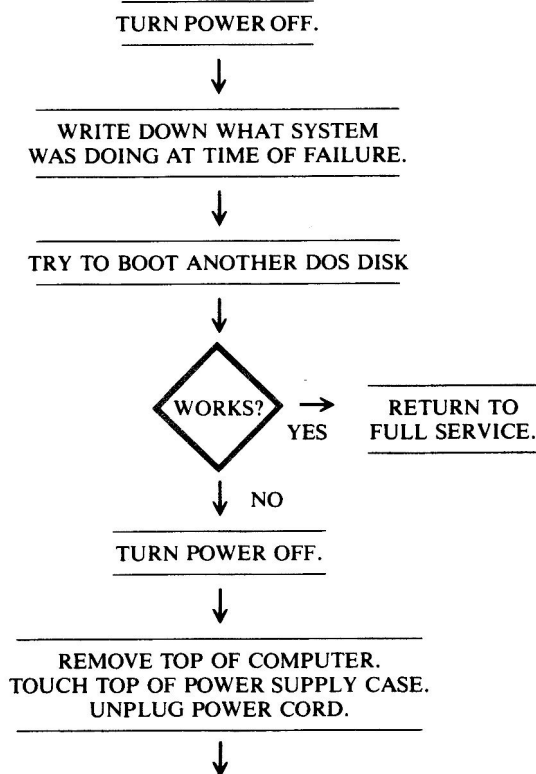 TURN POWER OFF.
WRITE DOWN WHAT SYSTEM
WAS DOING AT TIME OF FAILURE.
TRY TO BOOT ANOTHER DOS DISK
WORKS?
YES
RETURN TO
FULL SERVICE.
NO
TURN POWER OFF.
REMOVE TOP OF COMPUTER.
TOUCH TOP OF POWER SUPPLY CASE.
UNPLUG POWER CORD.